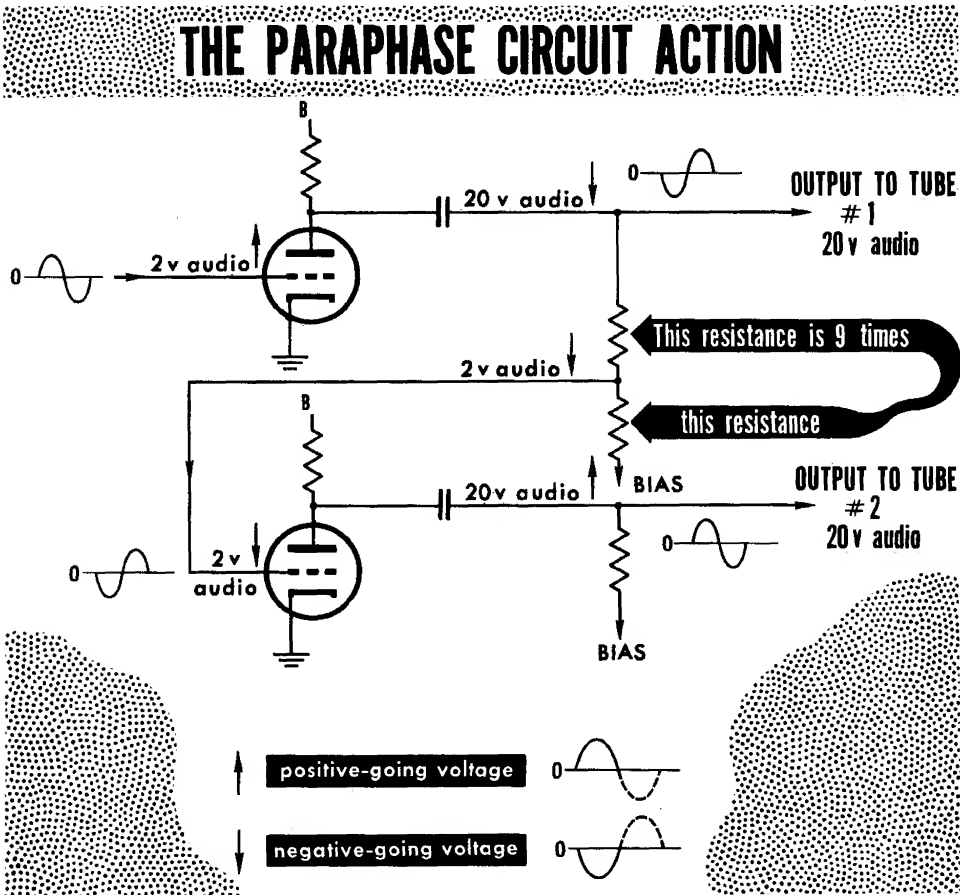 THE PARAPHASE CIRCUIT ACTION
B
20 v audio
0
OUTPUT TO TUBE
#1
20 v audio
0
2v audio
This resistance is 9 times
2v audio
B
this resistance
BIAS
20v audio
OUTPUT TO TUBE
#2
20 v audio
0
0
2 v
audio
BIAS
positive-going voltage
0
negative-going voltage
0